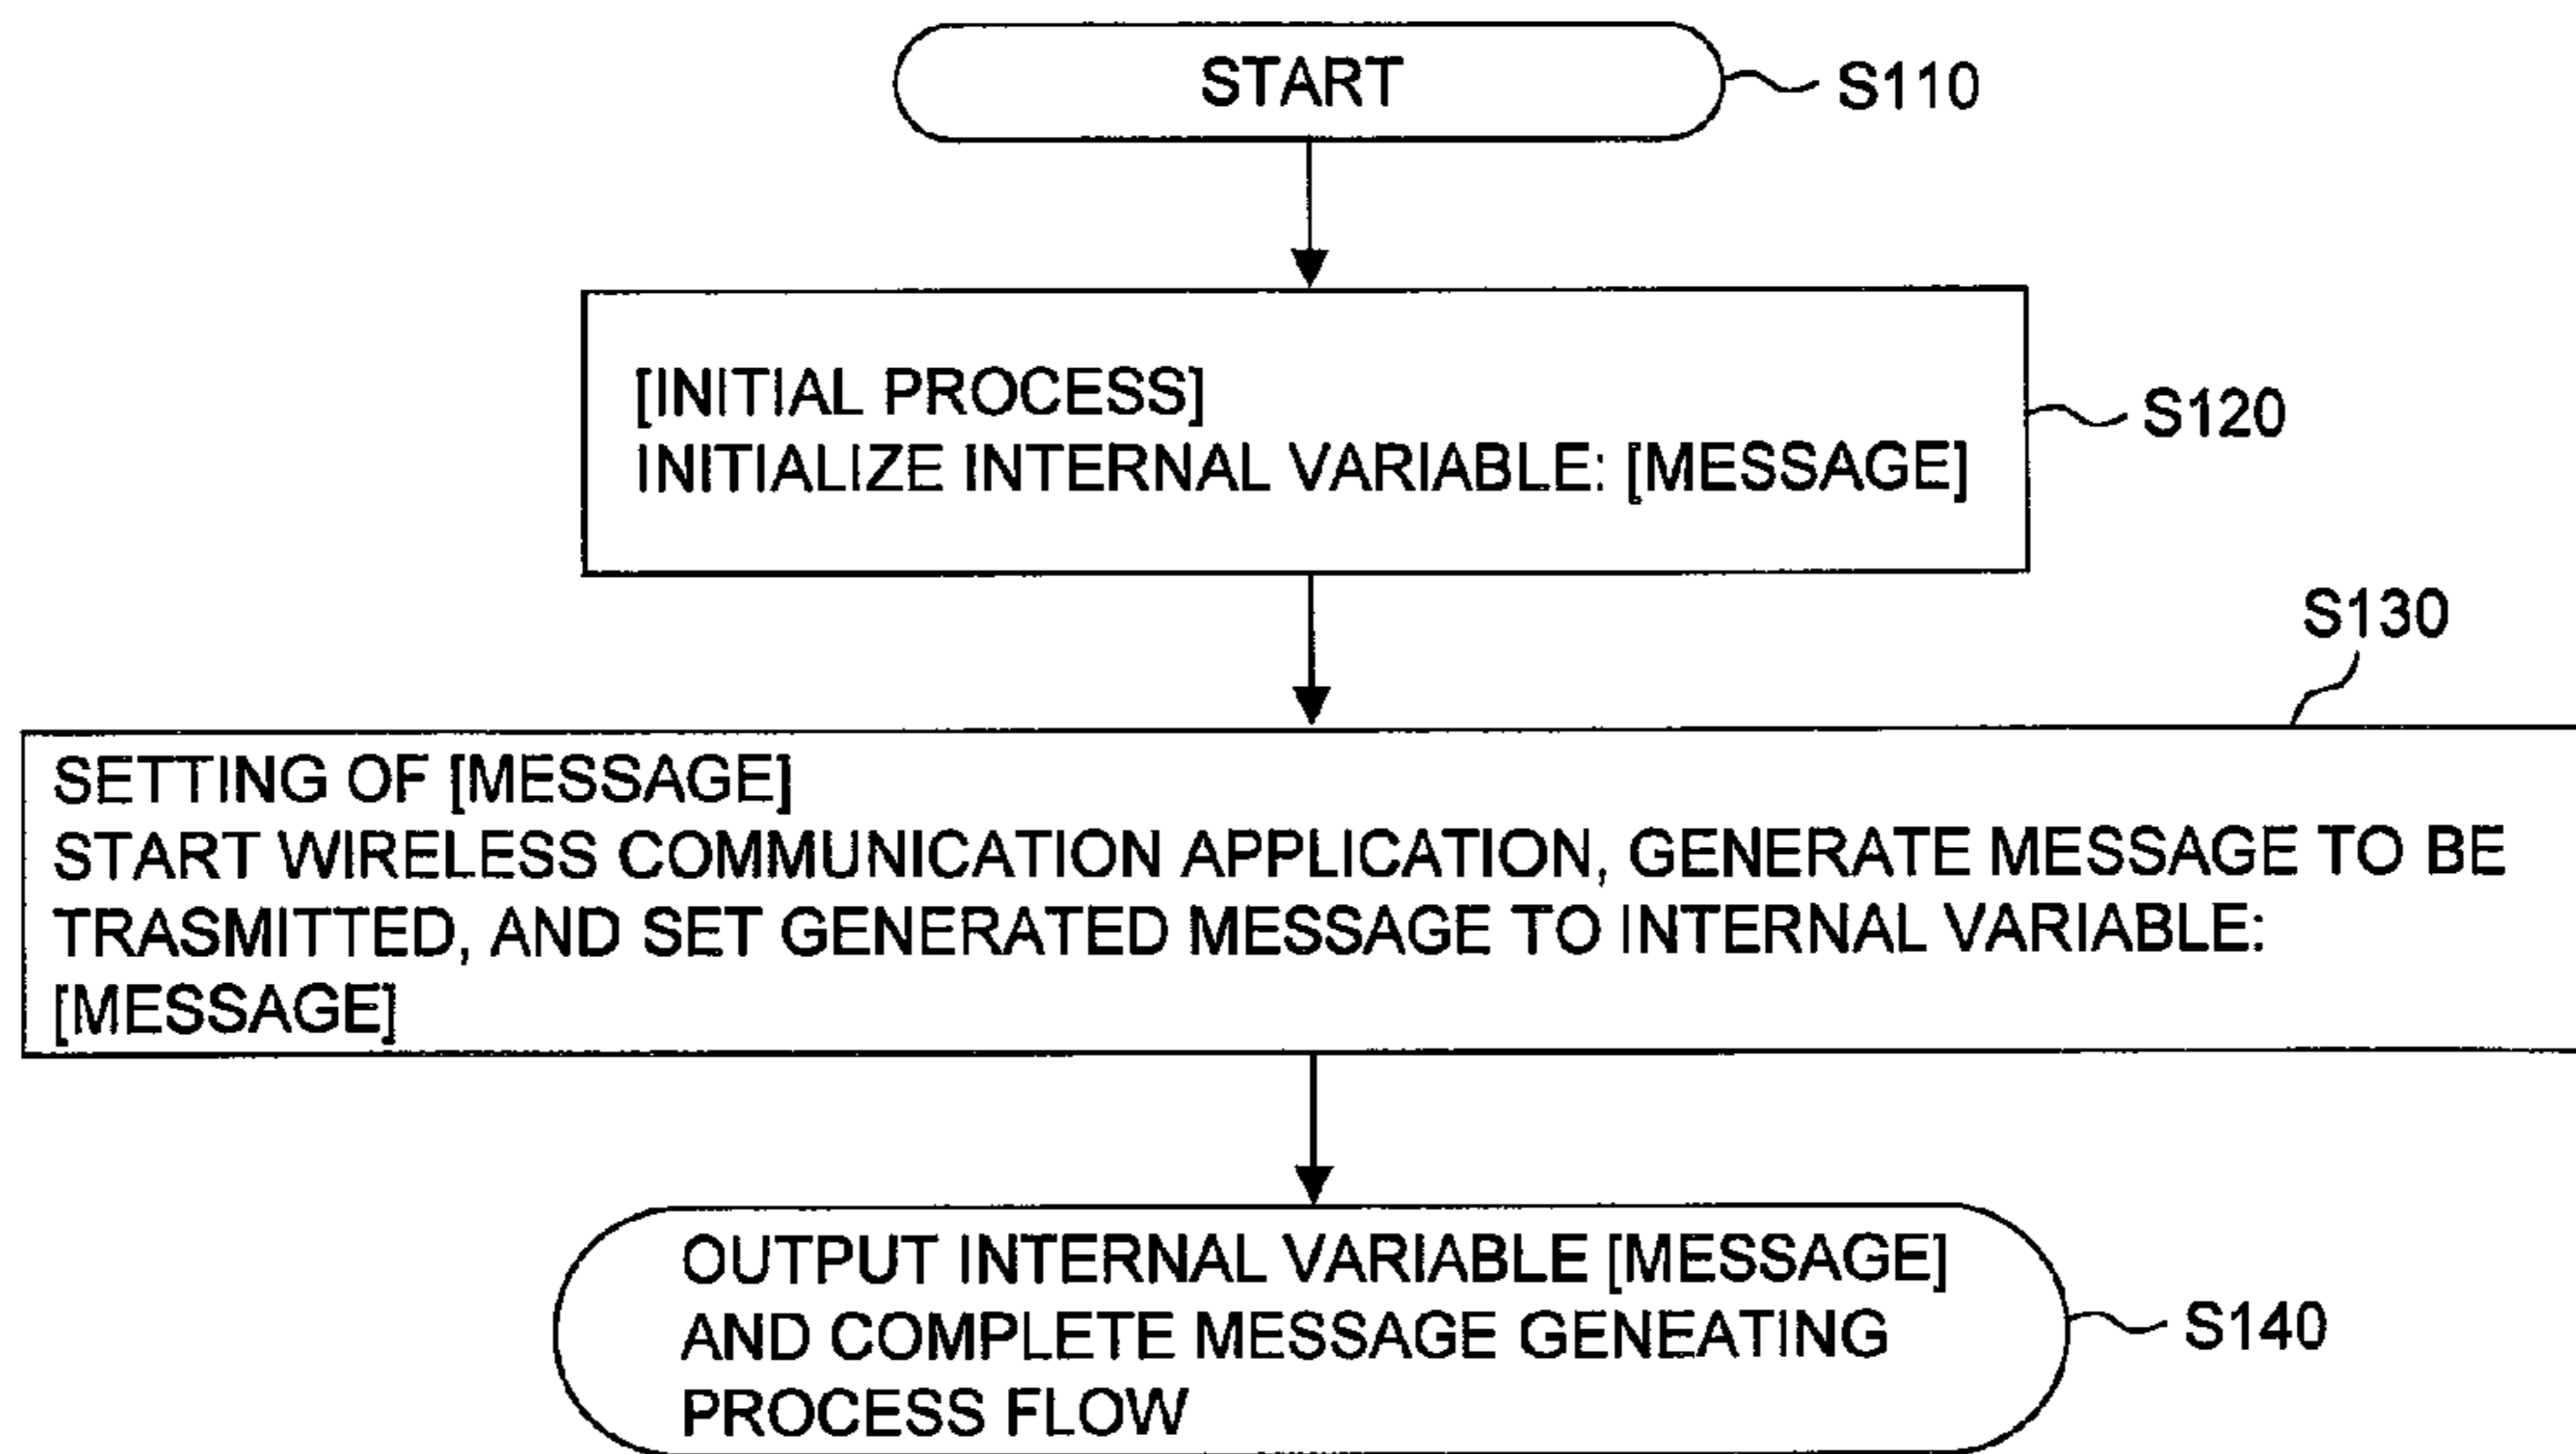 START
S110
[INITIAL PROCESS]
INITIALIZE INTERNAL VARIABLE: [MESSAGE]
S120
S130
SETTING OF [MESSAGE]
START WIRELESS COMMUNICATION APPLICATION, GENERATE MESSAGE TO BE
TRASMITTED, AND SET GENERATED MESSAGE TO INTERNAL VARIABLE:
[MESSAGE]
OUTPUT INTERNAL VARIABLE [MESSAGE]
AND COMPLETE MESSAGE GENEATING
PROCESS FLOW
S140